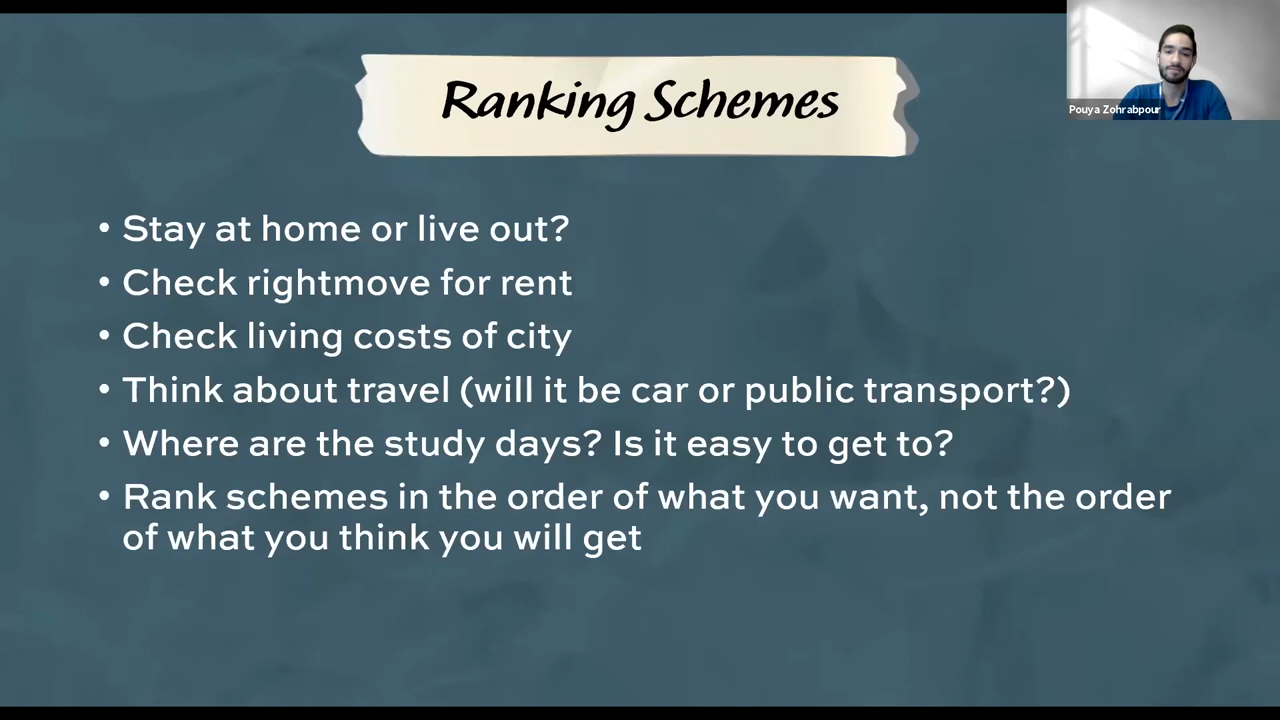 Ranking Schemes
Pouya Zohrabpour
• Stay at home or live out?
• Check rightmove for rent
• Check living costs of city
• Think about travel (will it be car or public transport?)
• Where are the study days? Is it easy to get to?
• Rank schemes in the order of what you want, not the order
of what you think you will get